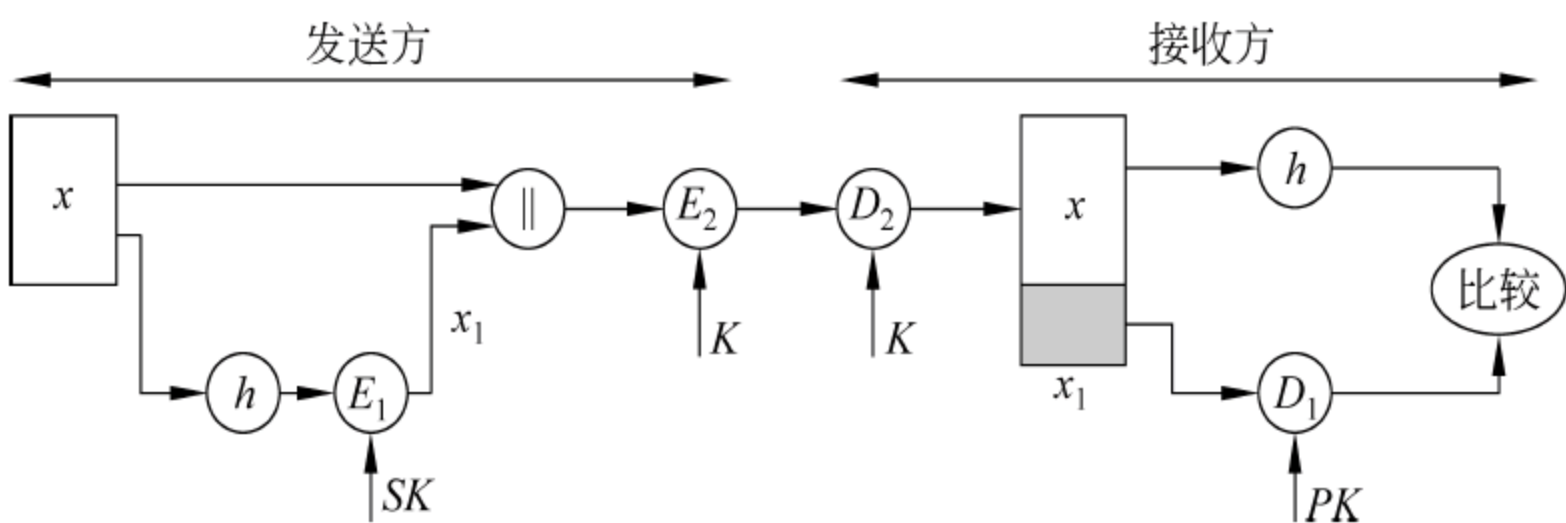 发送方 接收方
x || E₂ D₂ x h
比较
x₁ K K
h E₁ x₁ D₁
SK PK